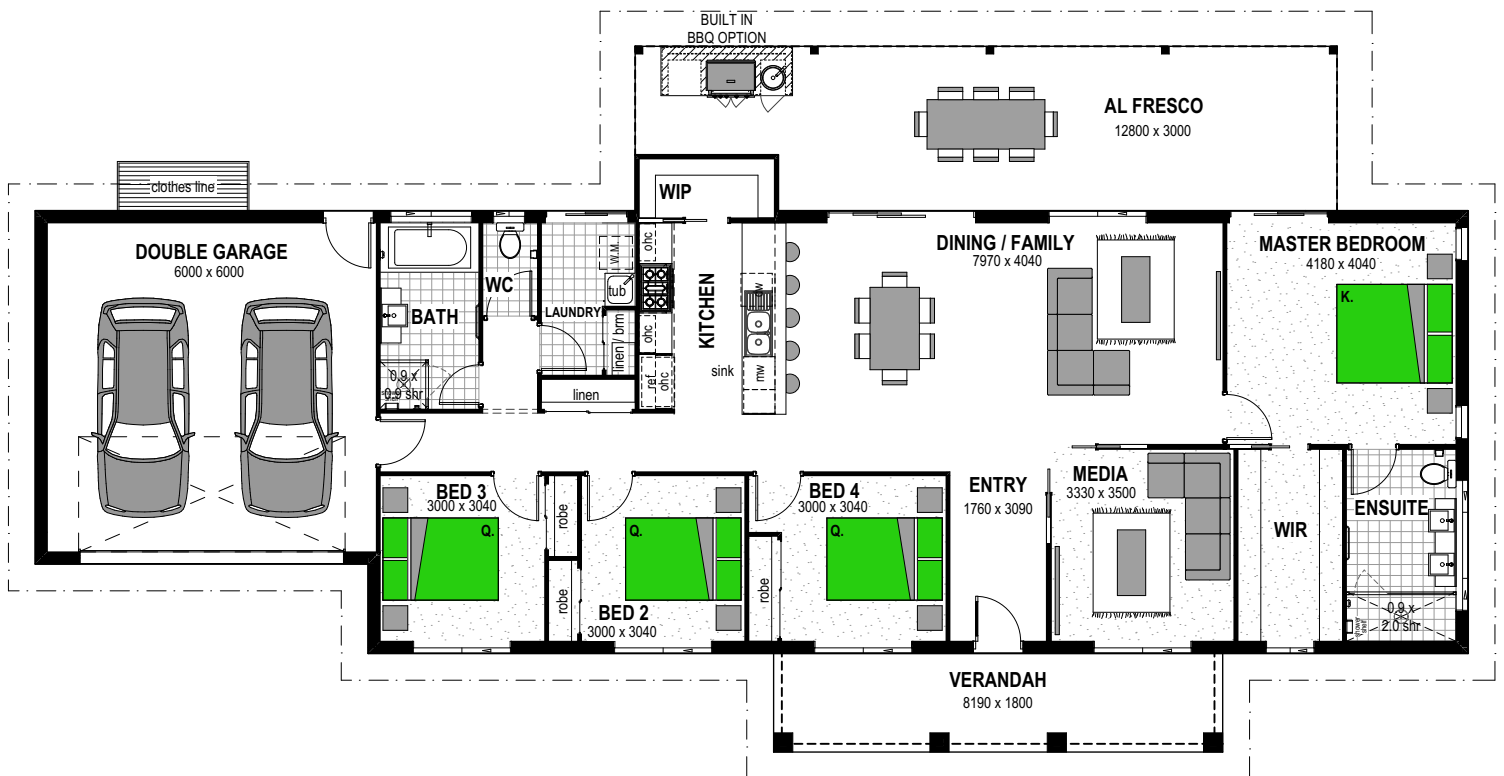 BUILT IN
BBQ OPTION
AL FRESCO
12800 x 3000
clothes line
WIP
DOUBLE GARAGE
6000 x 6000
BATH
0.9 x
0.9 shr
WC
LAUNDRY
W.M.
tub
linen / brm
linen
ohc
ohc
ref
ohc
KITCHEN
sink
mw
DINING / FAMILY
7970 x 4040
MASTER BEDROOM
4180 x 4040
K.
BED 3
3000 x 3040
Q.
robe
robe
Q.
BED 2
3000 x 3040
BED 4
3000 x 3040
Q.
robe
ENTRY
1760 x 3090
MEDIA
3330 x 3500
WIR
ENSUITE
0.9 x
2.0 shr
shower
shelf
VERANDAH
8190 x 1800